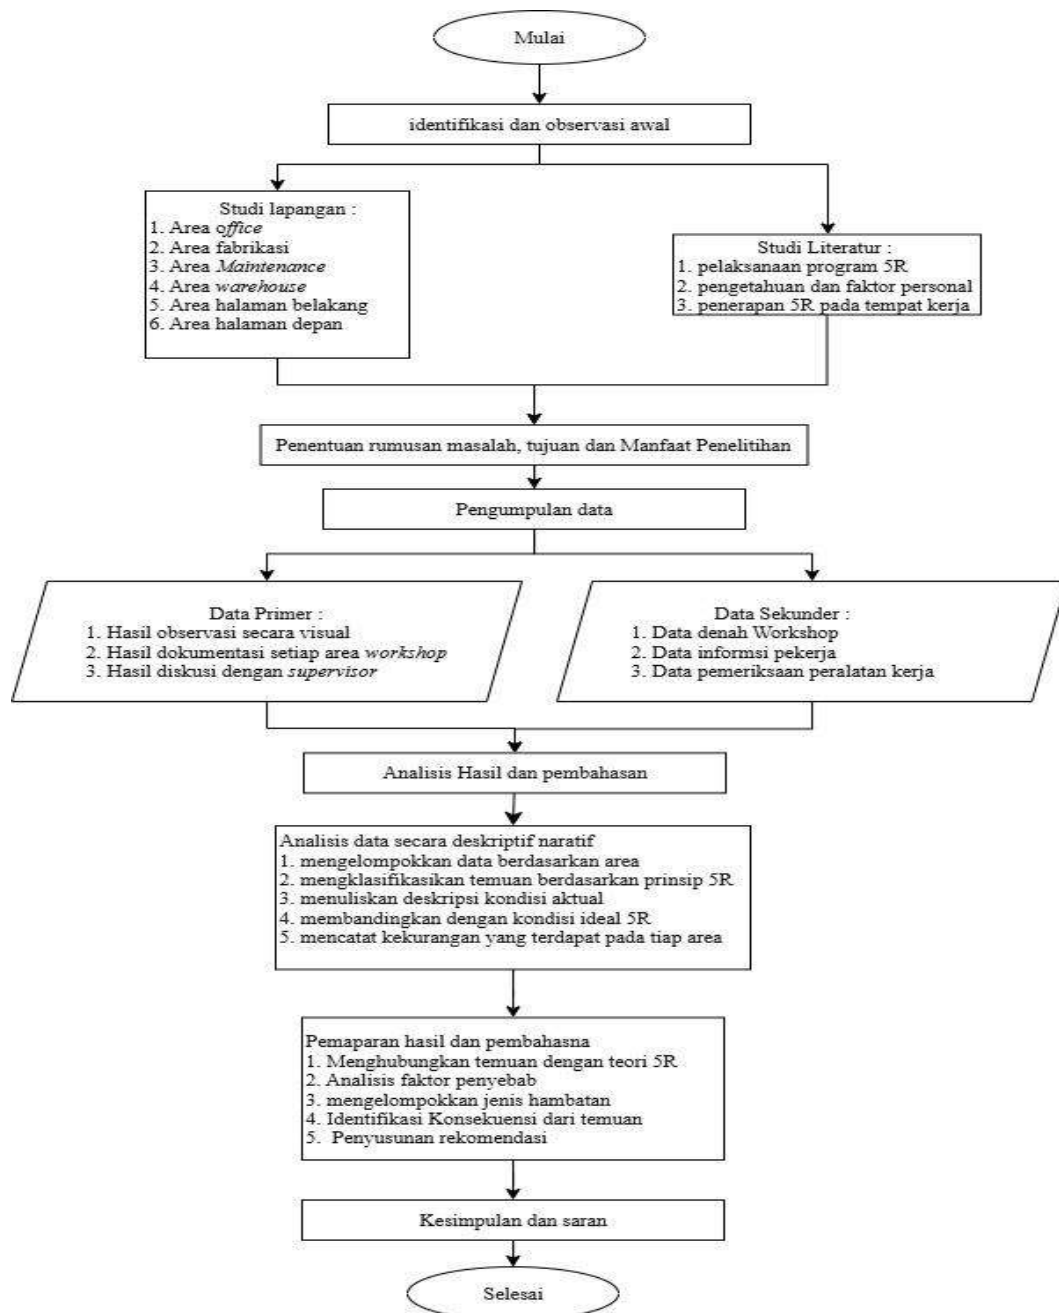 Mulai
identifikasi dan observasi awal
Studi lapangan :
1. Area office
2. Area fabrikasi
3. Area Maintenance
4. Area warehouse
5. Area halaman belakang
6. Area halaman depan
Studi Literatur :
1. pelaksanaan program 5R
2. pengetahuan dan faktor personal
3. penerapan 5R pada tempat kerja
Penentuan rumusan masalah, tujuan dan Manfaat Penelitihan
Pengumpulan data
Data Primer :
1. Hasil observasi secara visual
2. Hasil dokumentasi setiap area workshop
3. Hasil diskusi dengan supervisor
Data Sekunder :
1. Data denah Workshop
2. Data informsi pekerja
3. Data pemeriksaan peralatan kerja
Analisis Hasil dan pembahasan
Analisis data secara deskriptif naratif
1. mengelompokkan data berdasarkan area
2. mengklasifikasikan temuan berdasarkan prinsip 5R
3. menuliskan deskripsi kondisi aktual
4. membandingkan dengan kondisi ideal 5R
5. mencatat kekurangan yang terdapat pada tiap area
Pemaparan hasil dan pembahasna
1. Menghubungkan temuan dengan teori 5R
2. Analisis faktor penyebab
3. mengelompokkan jenis hambatan
4. Identifikasi Konsekuensi dari temuan
5. Penyusunan rekomendasi
Kesimpulan dan saran
Selesai